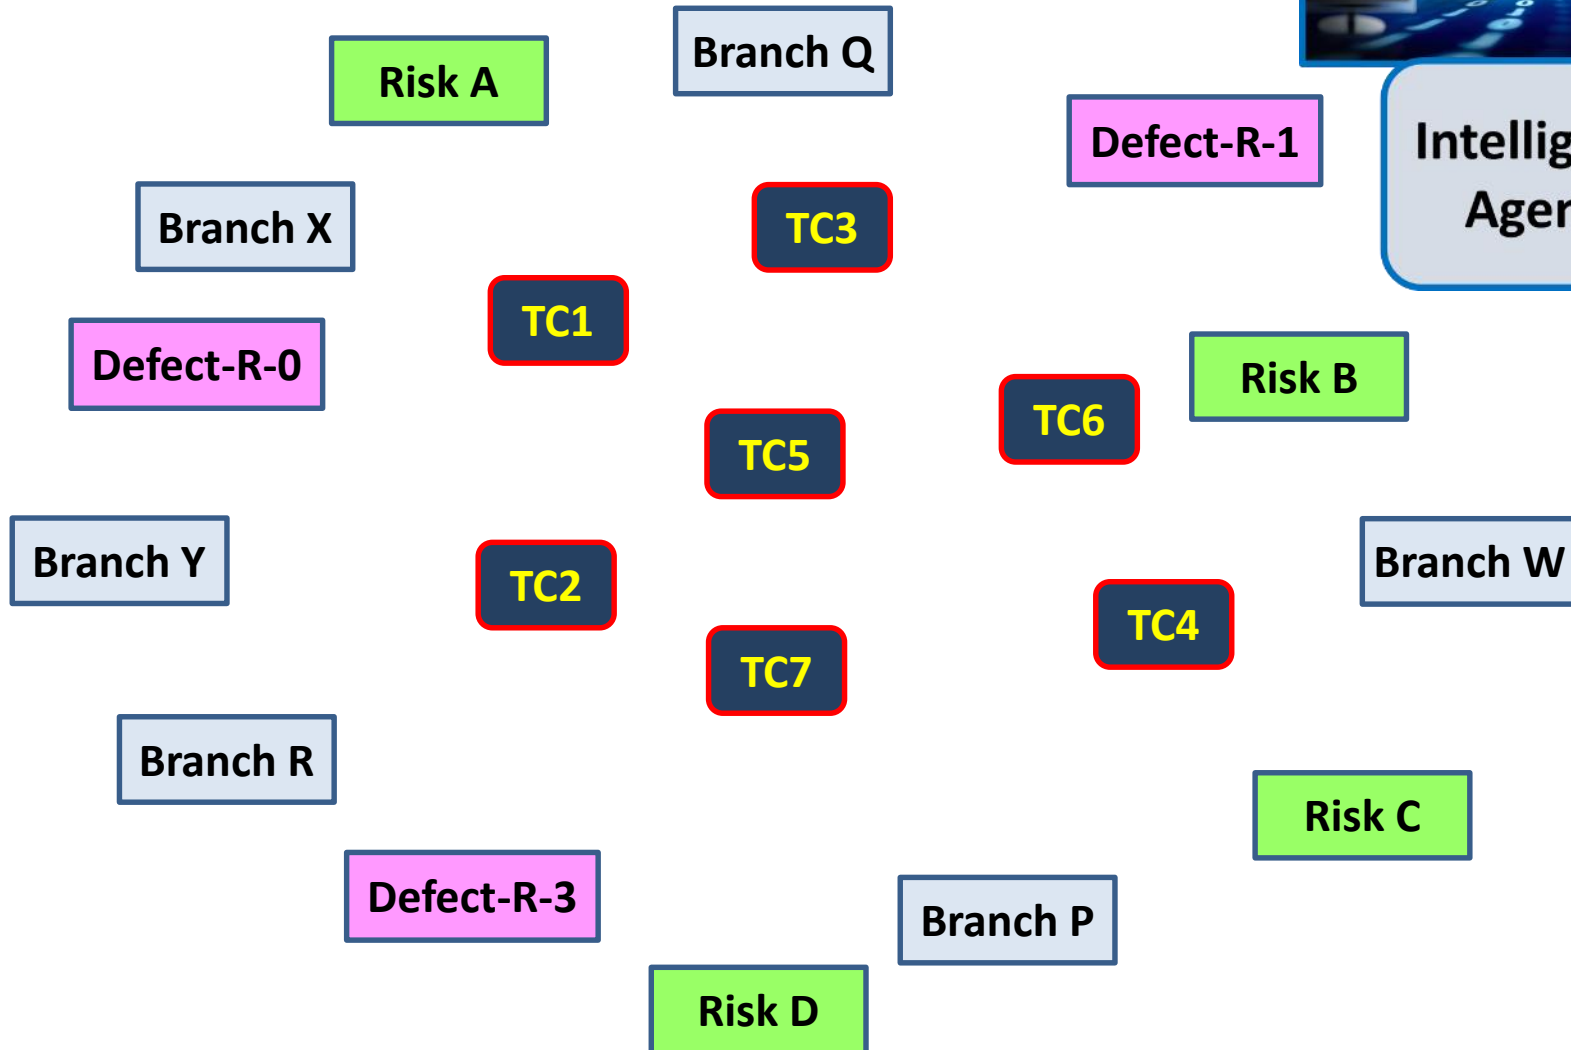 Branch Q
Risk A
Defect-R-1
Branch X
TC3
TC1
Defect-R-0
Risk B
TC6
TC5
Branch Y
Branch W
TC2
TC4
TC7
Branch R
Risk C
Defect-R-3
Branch P
Risk D